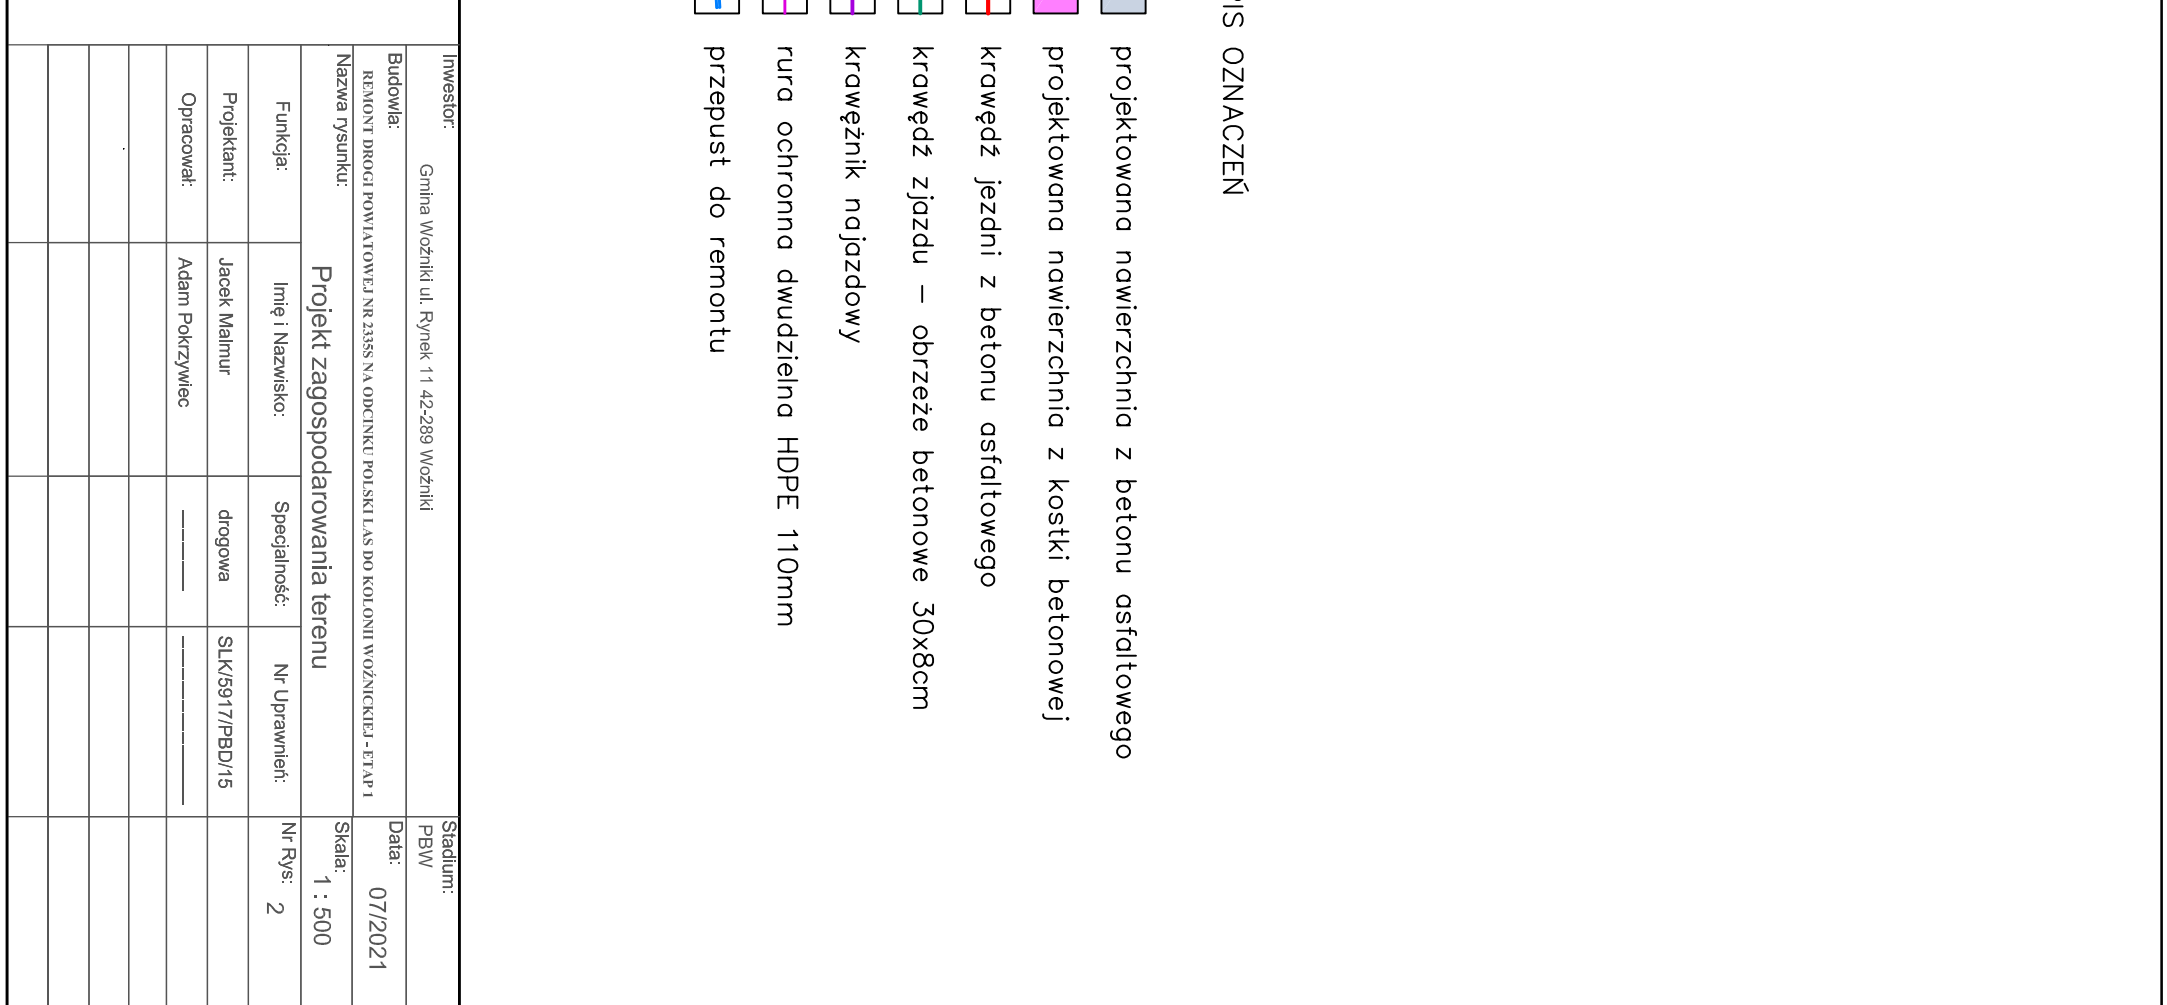 OZNACZEŃ
projektowana nawierzchnia z betonu asfaltowego
projektowana nawierzchnia z kostki betonowej
krawędź jezdni z betonu asfaltowego
krawędź zjazdu – obrzeże betonowe 30x8cm
krawężnik najazdowy
rura ochronna dwudzielna HDPE 110mm
przepust do remontu
Inwestor:
Gmina Woźniki ul. Rynek 11 42-289 Woźniki
Stadium:
PBW
Budowla:
REMONT DROGI POWIATOWEJ NR 2335S NA ODCINKU POLSKI LAS DO KOLONII WOŹNICKIEJ - ETAP 1
Data:
07/2021
Nazwa rysunku:
Projekt zagospodarowania terenu
Skala:
1 : 500
Funkcja: Imię i Nazwisko: Specjalność: Nr Uprawnień: Nr Rys: 2
Projektant: Jacek Malmur drogowa SLK/5917/PBD/15
Opracował: Adam Pokrzywiec ---------- --------------------